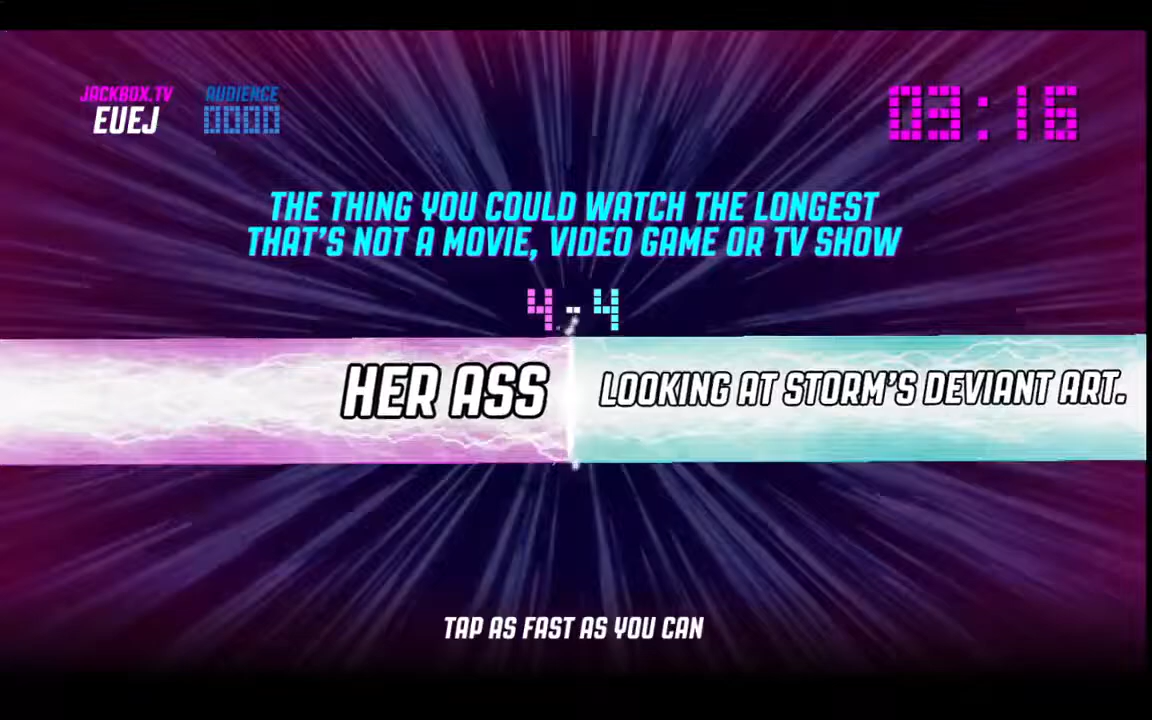 JACKBOX.TV
EUEJ
AUDIENCE
0000
03:16
THE THING YOU COULD WATCH THE LONGEST
THAT'S NOT A MOVIE, VIDEO GAME OR TV SHOW
4-4
HER ASS
LOOKING AT STORM'S DEVIANT ART.
TAP AS FAST AS YOU CAN